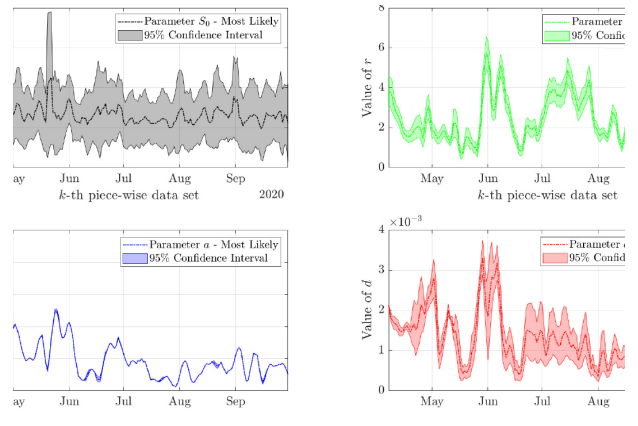 Parameter S₀ - Most Likely
95% Confidence Interval
ay Jun Jul Aug Sep
k-th piece-wise data set 2020
8
6
4
2
0
Value of r
Parameter
95% Confid
May Jun Jul Aug
k-th piece-wise data set
Parameter a - Most Likely
95% Confidence Interval
ay Jun Jul Aug Sep
×10⁻³
4
3
2
1
0
Value of d
Parameter
95% Confid
May Jun Jul Aug